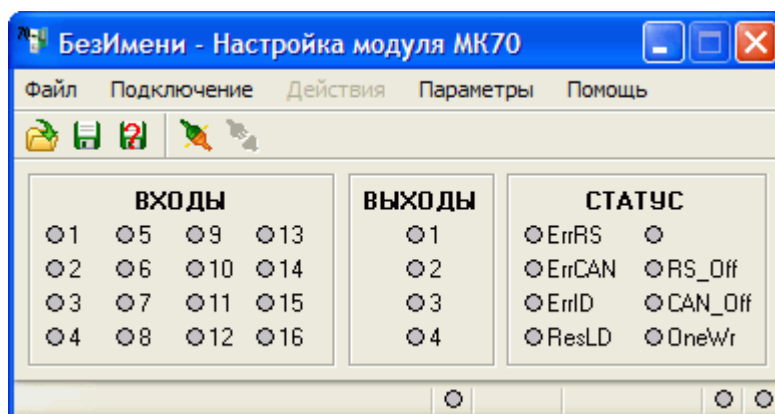 БезИмени - Настройка модуля МК70
Файл Подключение Действия Параметры Помощь
ВХОДЫ ВЫХОДЫ СТАТУС
1 5 9 13 1 ErrRS
2 6 10 14 2 ErrCAN RS_Off
3 7 11 15 3 ErrID CAN_Off
4 8 12 16 4 ResLD OneWr